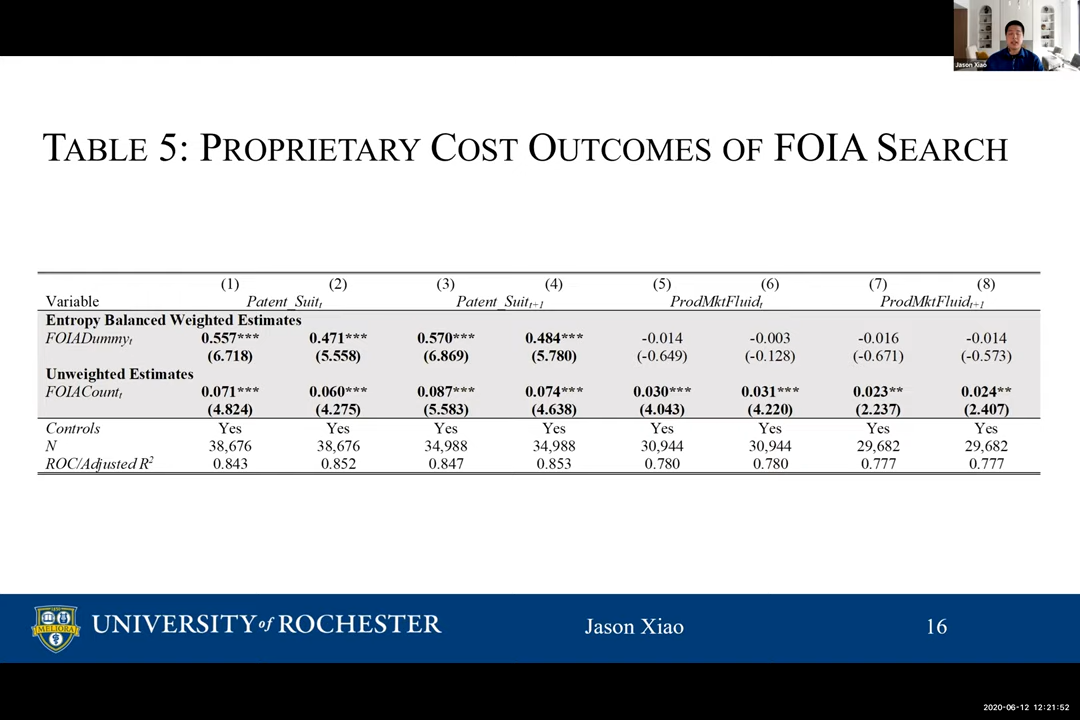 Jason Xiao
TABLE 5: PROPRIETARY COST OUTCOMES OF FOIA SEARCH
(1) (2) (3) (4) (5) (6) (7) (8)
Variable Patent_Suit_t Patent_Suit_t+1 ProdMktFluid_t ProdMktFluid_t+1
Entropy Balanced Weighted Estimates
FOIADummy_t 0.557*** 0.471*** 0.570*** 0.484*** -0.014 -0.003 -0.016 -0.014
(6.718) (5.558) (6.869) (5.780) (-0.649) (-0.128) (-0.671) (-0.573)
Unweighted Estimates
FOIACount_t 0.071*** 0.060*** 0.087*** 0.074*** 0.030*** 0.031*** 0.023** 0.024**
(4.824) (4.275) (5.583) (4.638) (4.043) (4.220) (2.237) (2.407)
Controls Yes Yes Yes Yes Yes Yes Yes Yes
N 38,676 38,676 34,988 34,988 30,944 30,944 29,682 29,682
ROC/Adjusted R² 0.843 0.852 0.847 0.853 0.780 0.780 0.777 0.777
MELIORA
UNIVERSITY of ROCHESTER
Jason Xiao
16
2020-06-12 12:21:52